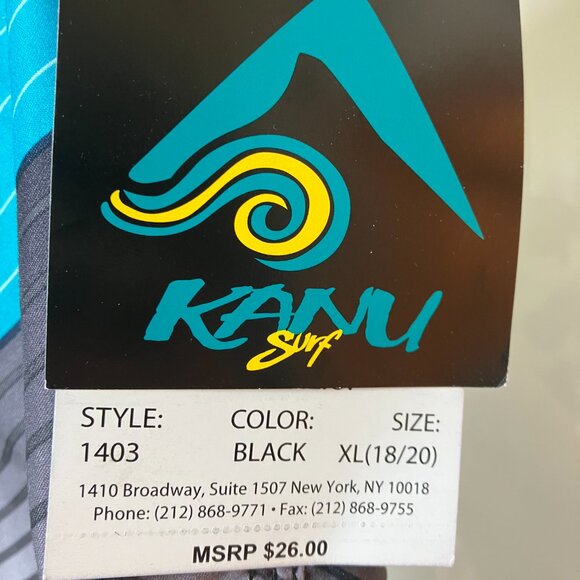 KANU
Surf
STYLE: COLOR: SIZE:
1403 BLACK XL(18/20)
1410 Broadway, Suite 1507 New York, NY 10018
Phone: (212) 868-9771 • Fax: (212) 868-9755
MSRP $26.00